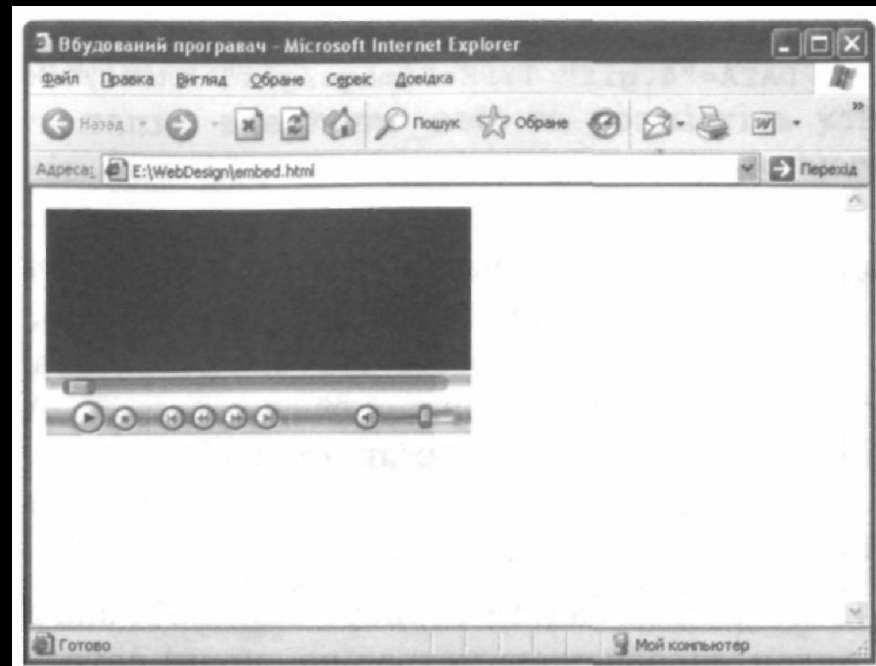 Вбудований програвач - Microsoft Internet Explorer
Файл Правка Вигляд Обране Сервіс Довідка
Назад Пошук Обране
Адреса: E:\WebDesign\embed.html Перехід
Готово Мой компьютер